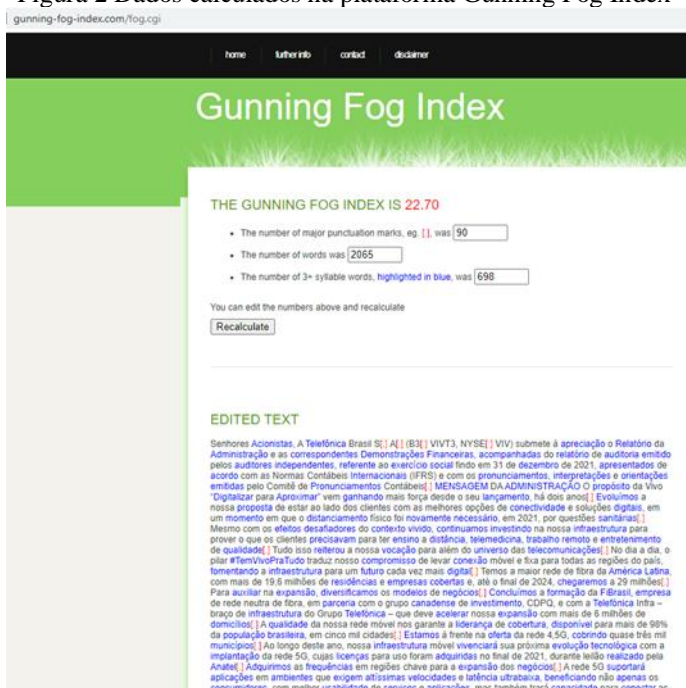 Figura 2 Dados calculados na plataforma Gunning Fog Index
gunning-fog-index.com/fog.cgi
home further info contact disclaimer
Gunning Fog Index
THE GUNNING FOG INDEX IS 22.70
• The number of major punctuation marks, eg. [.], was 90
• The number of words was 2065
• The number of 3+ syllable words, highlighted in blue, was 698
You can edit the numbers above and recalculate
Recalculate
EDITED TEXT
Senhores Acionistas, A Telefônica Brasil S[.] A[.] (B3[.] VIVT3, NYSE[.] VIV) submete à apreciação o Relatório da
Administração e as correspondentes Demonstrações Financeiras, acompanhadas do relatório de auditoria emitido
pelos auditores independentes, referente ao exercício social findo em 31 de dezembro de 2021, apresentados de
acordo com as Normas Contábeis Internacionais (IFRS) e com os pronunciamentos, interpretações e orientações
emitidas pelo Comitê de Pronunciamentos Contábeis[.] MENSAGEM DA ADMINISTRAÇÃO O propósito da Vivo
"Digitalizar para Aproximar" vem ganhando mais força desde o seu lançamento, há dois anos[.] Evoluímos a
nossa proposta de estar ao lado dos clientes com as melhores opções de conectividade e soluções digitais, em
um momento em que o distanciamento físico foi novamente necessário, em 2021, por questões sanitárias[.]
Mesmo com os efeitos desafiadores do contexto vivido, continuamos investindo na nossa infraestrutura para
prover o que os clientes precisavam para ter ensino a distância, telemedicina, trabalho remoto e entretenimento
de qualidade[.] Tudo isso reiterou a nossa vocação para além do universo das telecomunicações[.] No dia a dia, o
pilar #TemVivoPraTudo traduz nosso compromisso de levar conexão móvel e fixa para todas as regiões do país,
fomentando a infraestrutura para um futuro cada vez mais digital[.] Temos a maior rede de fibra da América Latina,
com mais de 19,6 milhões de residências e empresas cobertas e, até o final de 2024, chegaremos a 29 milhões[.]
Para auxiliar na expansão, diversificamos os modelos de negócios[.] Concluímos a formação da FiBrasil, empresa
de rede neutra de fibra, em parceria com o grupo canadense de investimento, CDPQ, e com a Telefónica Infra –
braço de infraestrutura do Grupo Telefónica – que deve acelerar nossa expansão com mais de 6 milhões de
domicílios[.] A qualidade da nossa rede móvel nos garante a liderança de cobertura, disponível para mais de 98%
da população brasileira, em cinco mil cidades[.] Estamos à frente na oferta da rede 4,5G, cobrindo quase três mil
municípios[.] Ao longo deste ano, nossa infraestrutura móvel vivenciará sua próxima evolução tecnológica com a
implantação da rede 5G, cujas licenças para uso foram adquiridas no final de 2021, durante leilão realizado pela
Anatel[.] Adquirimos as frequências em regiões chave para a expansão dos negócios[.] A rede 5G suportará
aplicações em ambientes que exigem altíssimas velocidades e latência ultrabaixa, beneficiando não apenas os